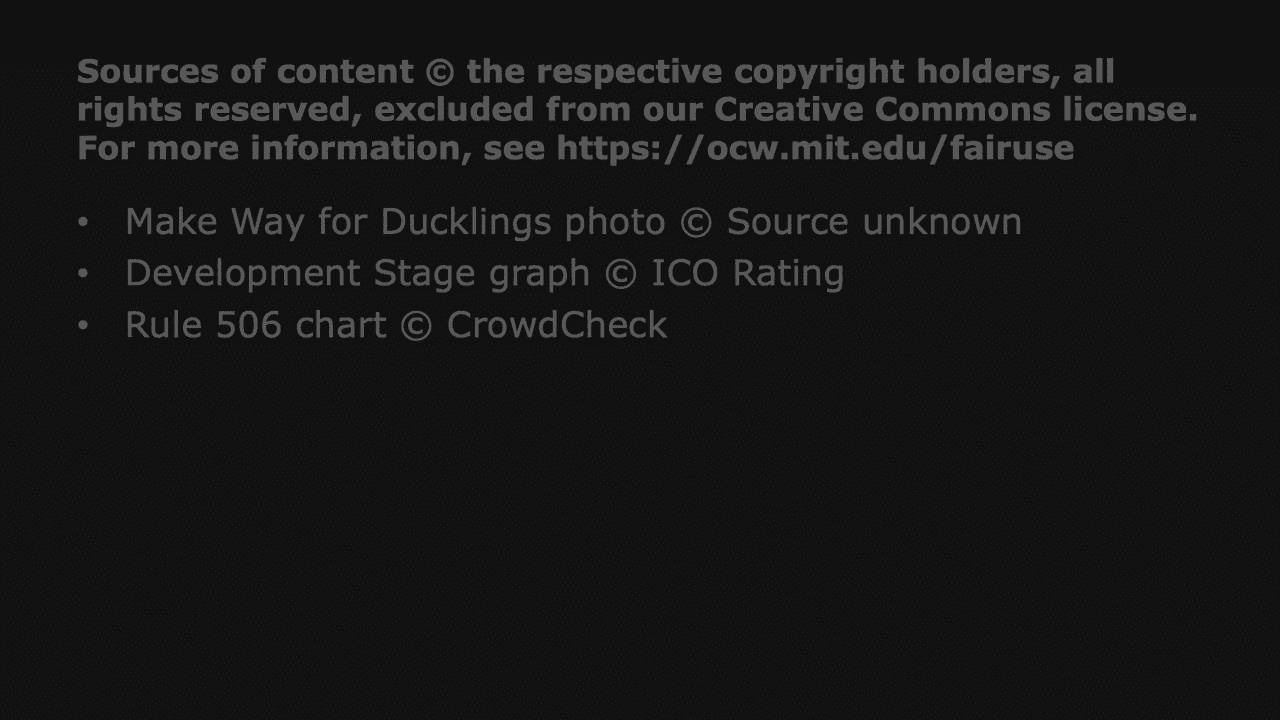 Sources of content © the respective copyright holders, all
rights reserved, excluded from our Creative Commons license.
For more information, see https://ocw.mit.edu/fairuse
• Make Way for Ducklings photo © Source unknown
• Development Stage graph © ICO Rating
• Rule 506 chart © CrowdCheck